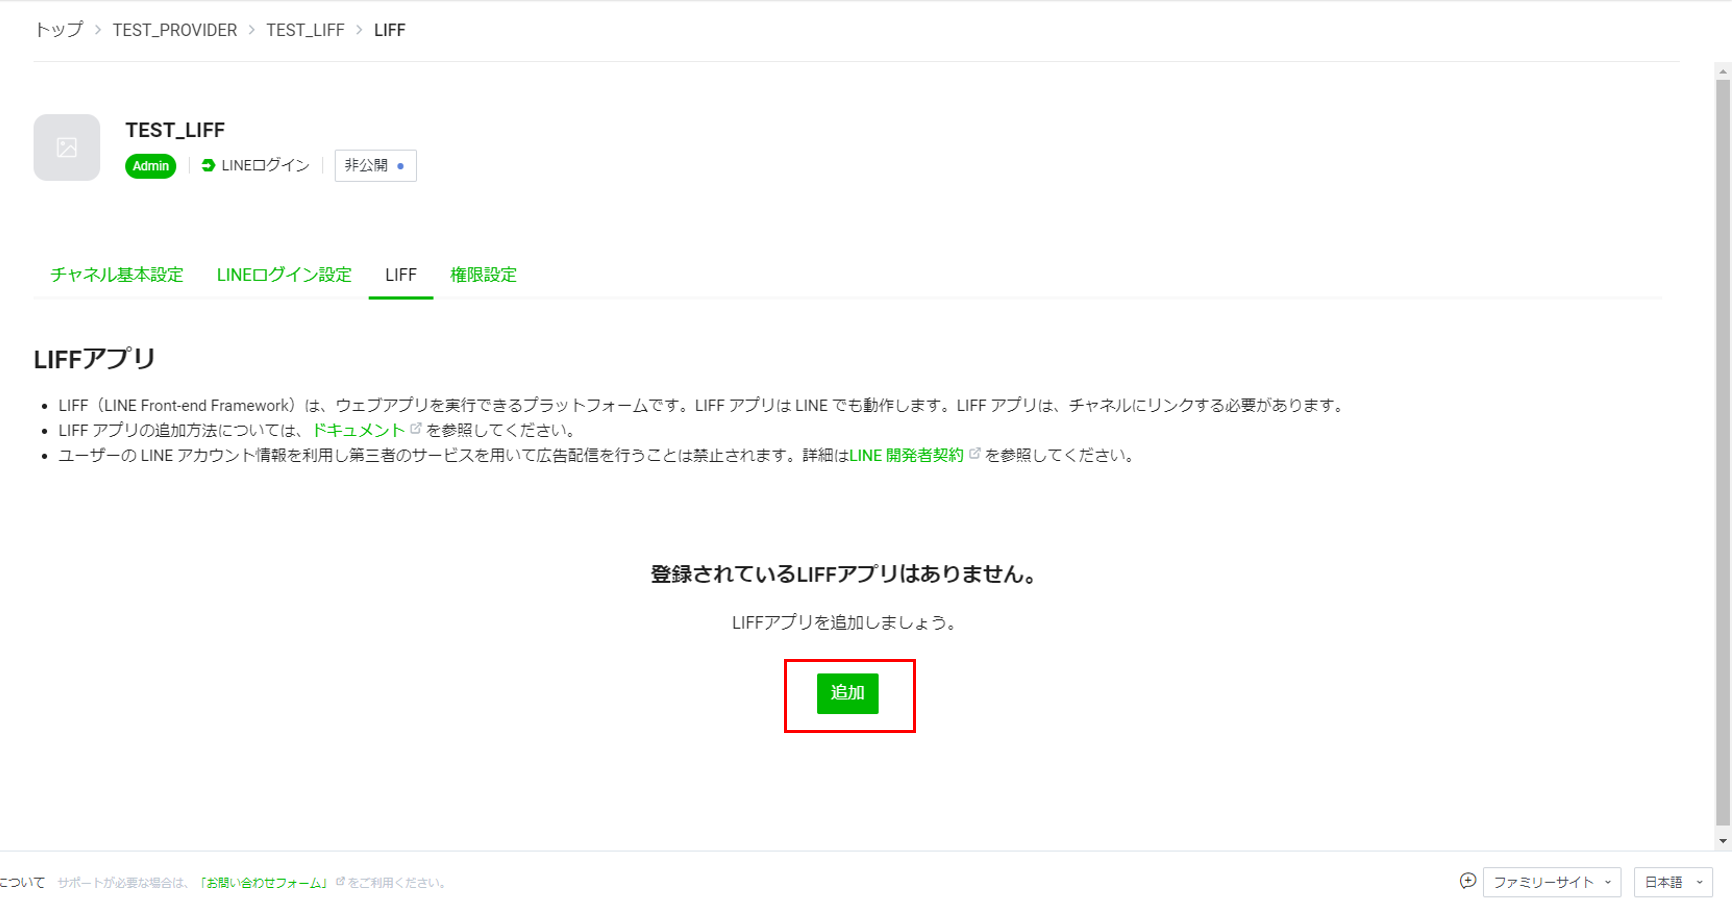 トップ > TEST_PROVIDER > TEST_LIFF > LIFF
TEST_LIFF
Admin LINEログイン 非公開
チャネル基本設定 LINEログイン設定 LIFF 権限設定
LIFFアプリ
LIFF（LINE Front-end Framework）は、ウェブアプリを実行できるプラットフォームです。LIFF アプリは LINE でも動作します。LIFF アプリは、チャネルにリンクする必要があります。
LIFF アプリの追加方法については、ドキュメントを参照してください。
ユーザーの LINE アカウント情報を利用し第三者のサービスを用いて広告配信を行うことは禁止されます。詳細はLINE 開発者契約を参照してください。
登録されているLIFFアプリはありません。
LIFFアプリを追加しましょう。
追加
について サポートが必要な場合は、「お問い合わせフォーム」をご利用ください。 ファミリーサイト 日本語